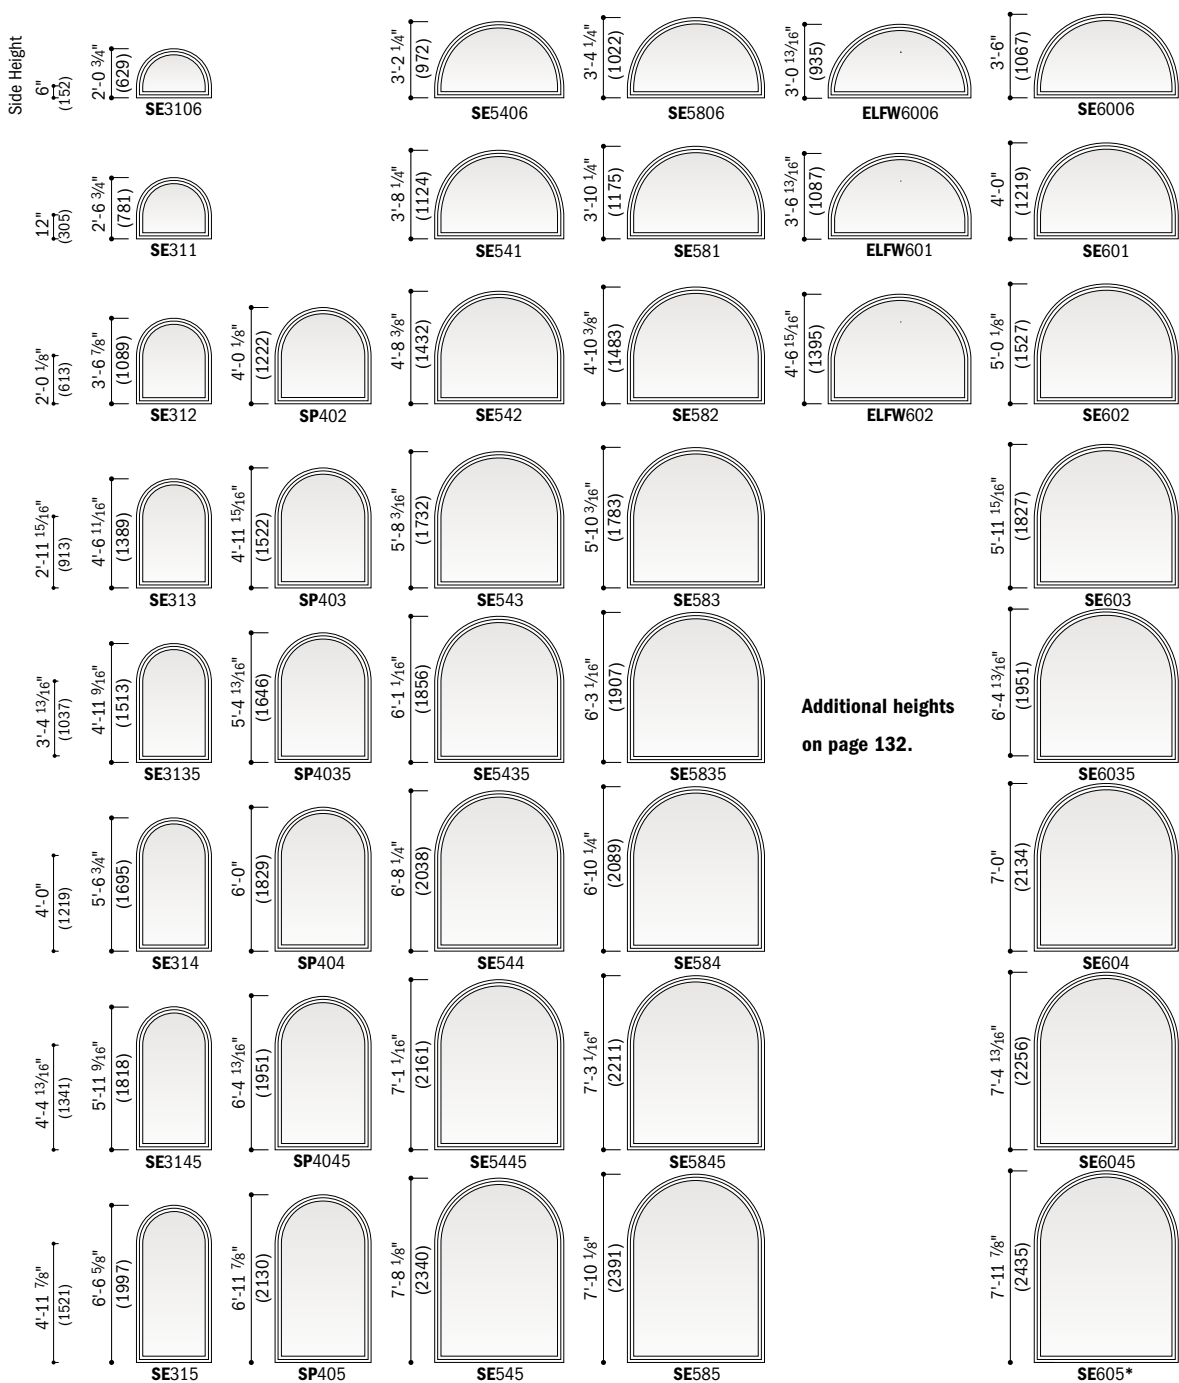 Side Height
6"
(152)
2'-0 3/4"
(629)
SE3106
3'-2 1/4"
(972)
SE5406
3'-4 1/4"
(1022)
SE5806
3'-0 13/16"
(935)
ELFW6006
3'-6"
(1067)
SE6006
12"
(305)
2'-6 3/4"
(781)
SE311
3'-8 1/4"
(1124)
SE541
3'-10 1/4"
(1175)
SE581
3'-6 13/16"
(1087)
ELFW601
4'-0"
(1219)
SE601
2'-0 1/8"
(613)
3'-6 7/8"
(1089)
SE312
4'-0 1/8"
(1222)
SP402
4'-8 3/8"
(1432)
SE542
4'-10 3/8"
(1483)
SE582
4'-6 15/16"
(1395)
ELFW602
5'-0 1/8"
(1527)
SE602
2'-11 15/16"
(913)
4'-6 11/16"
(1389)
SE313
4'-11 15/16"
(1522)
SP403
5'-8 3/16"
(1732)
SE543
5'-10 3/16"
(1783)
SE583
5'-11 15/16"
(1827)
SE603
3'-4 13/16"
(1037)
4'-11 9/16"
(1513)
SE3135
5'-4 13/16"
(1646)
SP4035
6'-1 1/16"
(1856)
SE5435
6'-3 1/16"
(1907)
SE5835
Additional heights
on page 132.
6'-4 13/16"
(1951)
SE6035
4'-0"
(1219)
5'-6 3/4"
(1695)
SE314
6'-0"
(1829)
SP404
6'-8 1/4"
(2038)
SE544
6'-10 1/4"
(2089)
SE584
7'-0"
(2134)
SE604
4'-4 13/16"
(1341)
5'-11 9/16"
(1818)
SE3145
6'-4 13/16"
(1951)
SP4045
7'-1 1/16"
(2161)
SE5445
7'-3 1/16"
(2211)
SE5845
7'-4 13/16"
(2256)
SE6045
4'-11 7/8"
(1521)
6'-6 5/8"
(1997)
SE315
6'-11 7/8"
(2130)
SP405
7'-8 1/8"
(2340)
SE545
7'-10 1/8"
(2391)
SE585
7'-11 7/8"
(2435)
SE605*